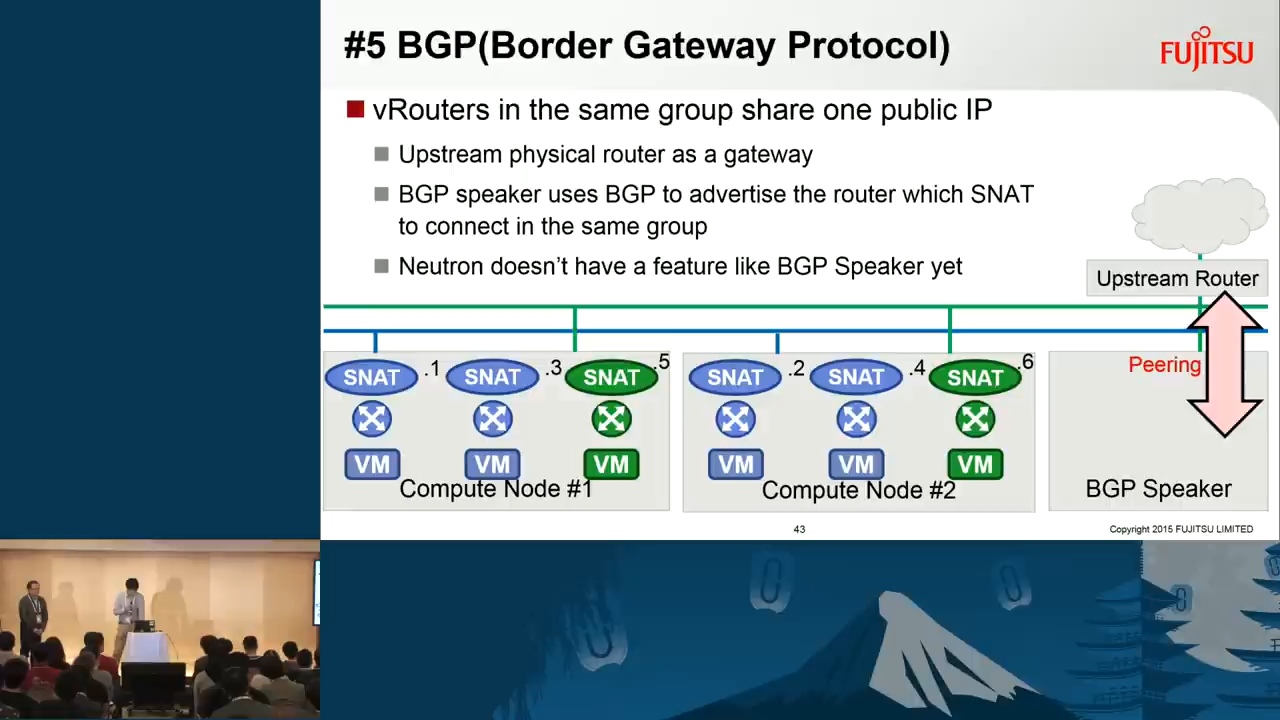 #5 BGP(Border Gateway Protocol)
FUJITSU
vRouters in the same group share one public IP
Upstream physical router as a gateway
BGP speaker uses BGP to advertise the router which SNAT
to connect in the same group
Neutron doesn't have a feature like BGP Speaker yet
Upstream Router
SNAT .1 SNAT .3 SNAT .5 SNAT .2 SNAT .4 SNAT .6 Peering
VM VM VM VM VM VM
Compute Node #1 Compute Node #2 BGP Speaker
43 Copyright 2015 FUJITSU LIMITED